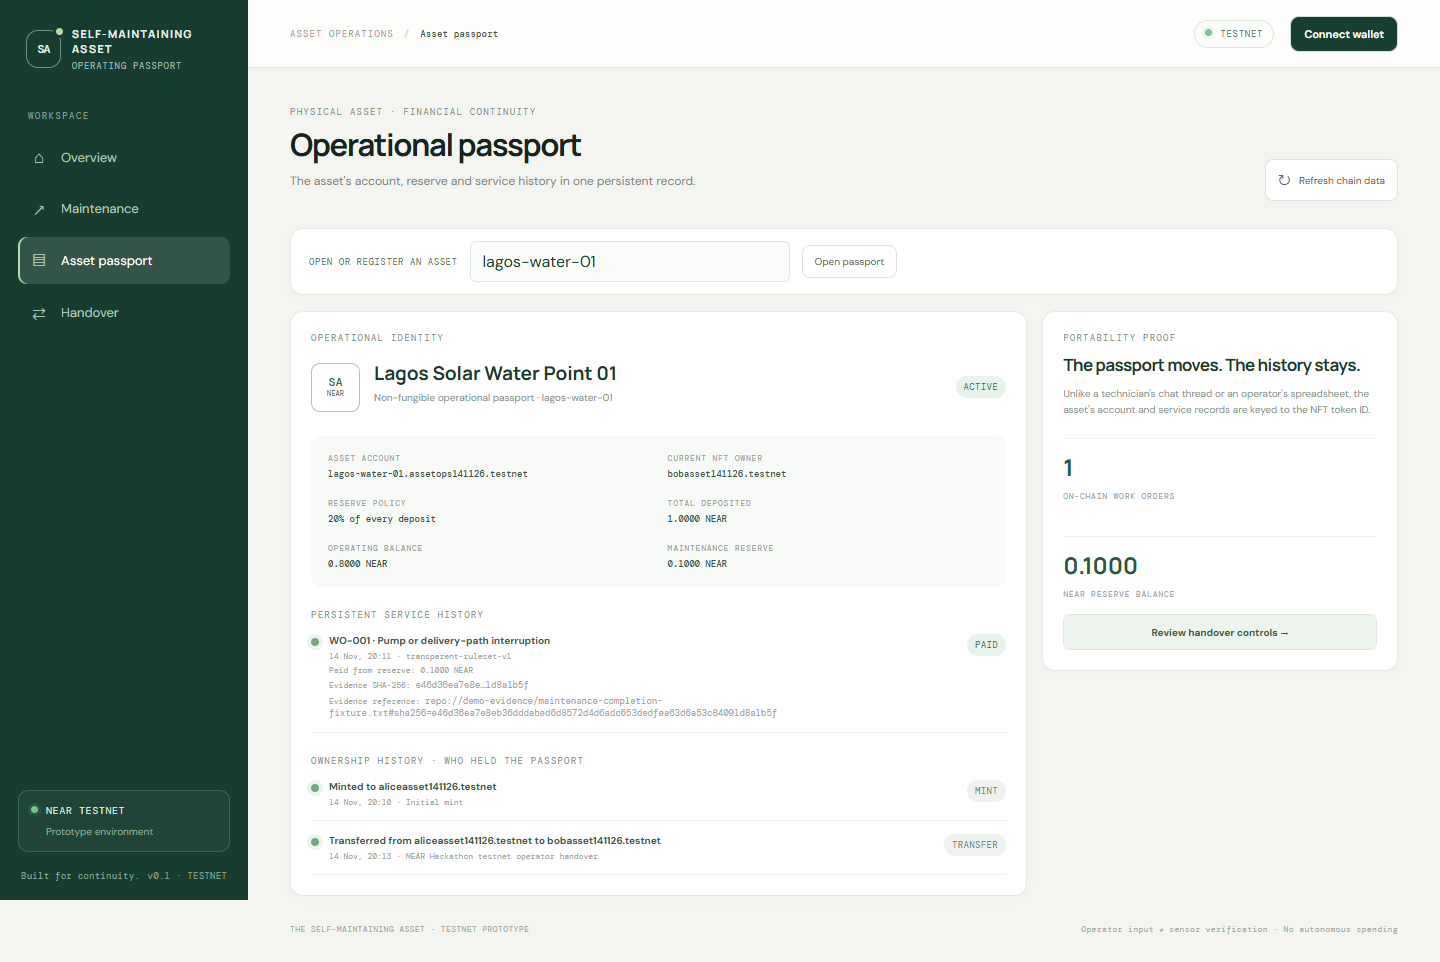 SA
SELF-MAINTAINING
ASSET
OPERATING PASSPORT
WORKSPACE
Overview
Maintenance
Asset passport
Handover
NEAR TESTNET
Prototype environment
Built for continuity. v0.1 · TESTNET
ASSET OPERATIONS / Asset passport
TESTNET
Connect wallet
PHYSICAL ASSET · FINANCIAL CONTINUITY
Operational passport
The asset's account, reserve and service history in one persistent record.
Refresh chain data
OPEN OR REGISTER AN ASSET
lagos-water-01
Open passport
OPERATIONAL IDENTITY
SA
NEAR
Lagos Solar Water Point 01
Non-fungible operational passport · lagos-water-01
ACTIVE
ASSET ACCOUNT
lagos-water-01.assetops141126.testnet
CURRENT NFT OWNER
bobasset141126.testnet
RESERVE POLICY
20% of every deposit
TOTAL DEPOSITED
1.0000 NEAR
OPERATING BALANCE
0.8000 NEAR
MAINTENANCE RESERVE
0.1000 NEAR
PERSISTENT SERVICE HISTORY
WO-001 · Pump or delivery-path interruption
14 Nov, 20:11 · transparent-ruleset-v1
Paid from reserve: 0.1000 NEAR
Evidence SHA-256: e46d36ea7e8e…1d8a1b5f
Evidence reference: repo://demo-evidence/maintenance-completion-
fixture.txt#sha256=e46d36ea7e8eb36dddabed6d8572d4d6adc653dedfea63d6a53c84091d8a1b5f
PAID
OWNERSHIP HISTORY · WHO HELD THE PASSPORT
Minted to aliceasset141126.testnet
14 Nov, 20:10 · Initial mint
MINT
Transferred from aliceasset141126.testnet to bobasset141126.testnet
14 Nov, 20:13 · NEAR Hackathon testnet operator handover
TRANSFER
PORTABILITY PROOF
The passport moves. The history stays.
Unlike a technician's chat thread or an operator's spreadsheet, the
asset's account and service records are keyed to the NFT token ID.
1
ON-CHAIN WORK ORDERS
0.1000
NEAR RESERVE BALANCE
Review handover controls →
THE SELF-MAINTAINING ASSET · TESTNET PROTOTYPE
Operator input ≠ sensor verification · No autonomous spending